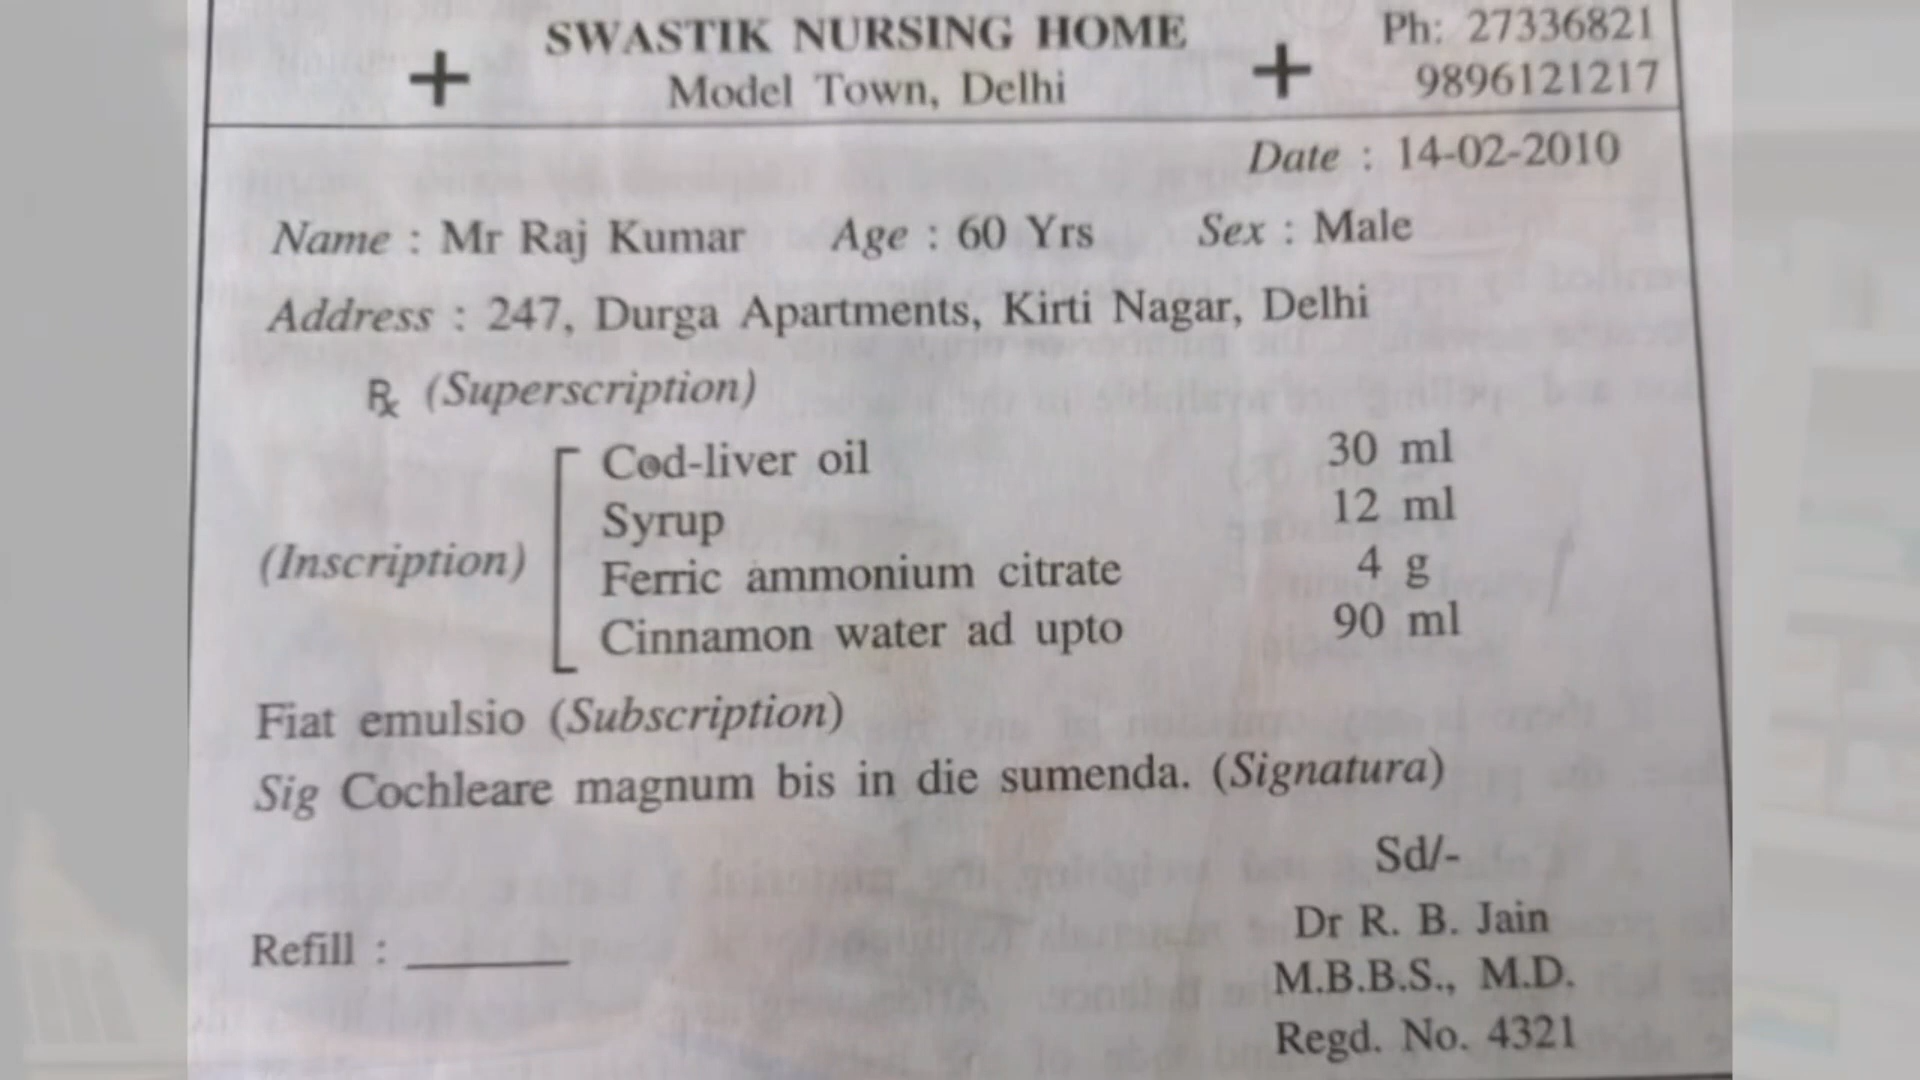 SWASTIK NURSING HOME
Model Town, Delhi
Ph: 27336821
9896121217
Date : 14-02-2010
Name : Mr Raj Kumar Age : 60 Yrs Sex : Male
Address : 247, Durga Apartments, Kirti Nagar, Delhi
℞ (Superscription)
(Inscription)
Cod-liver oil 30 ml
Syrup 12 ml
Ferric ammonium citrate 4 g
Cinnamon water ad upto 90 ml
Fiat emulsio (Subscription)
Sig Cochleare magnum bis in die sumenda. (Signatura)
Sd/-
Dr R. B. Jain
M.B.B.S., M.D.
Regd. No. 4321
Refill : ______